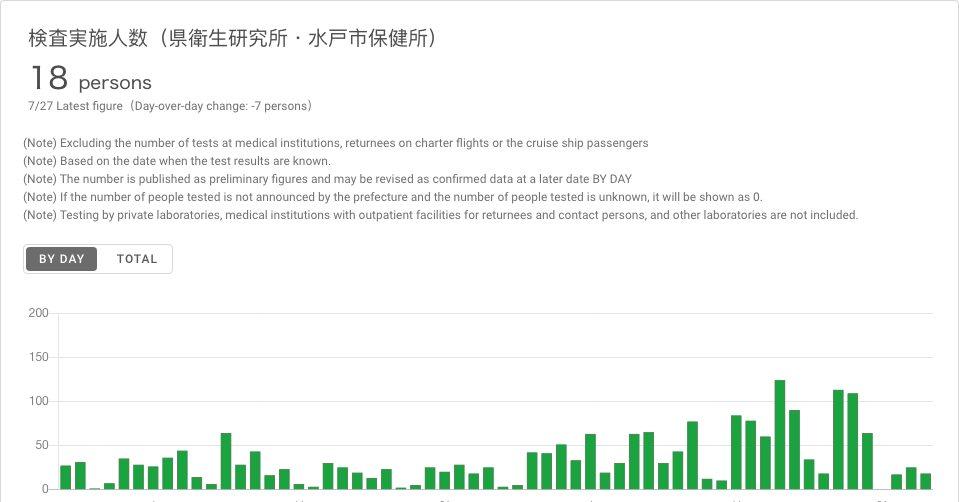 検査実施人数（県衛生研究所・水戸市保健所）
18 persons
7/27 Latest figure（Day-over-day change: -7 persons）
(Note) Excluding the number of tests at medical institutions, returnees on charter flights or the cruise ship passengers
(Note) Based on the date when the test results are known.
(Note) The number is published as preliminary figures and may be revised as confirmed data at a later date BY DAY
(Note) If the number of people tested is not announced by the prefecture and the number of people tested is unknown, it will be shown as 0.
(Note) Testing by private laboratories, medical institutions with outpatient facilities for returnees and contact persons, and other laboratories are not included.
BY DAY TOTAL
200
150
100
50
0